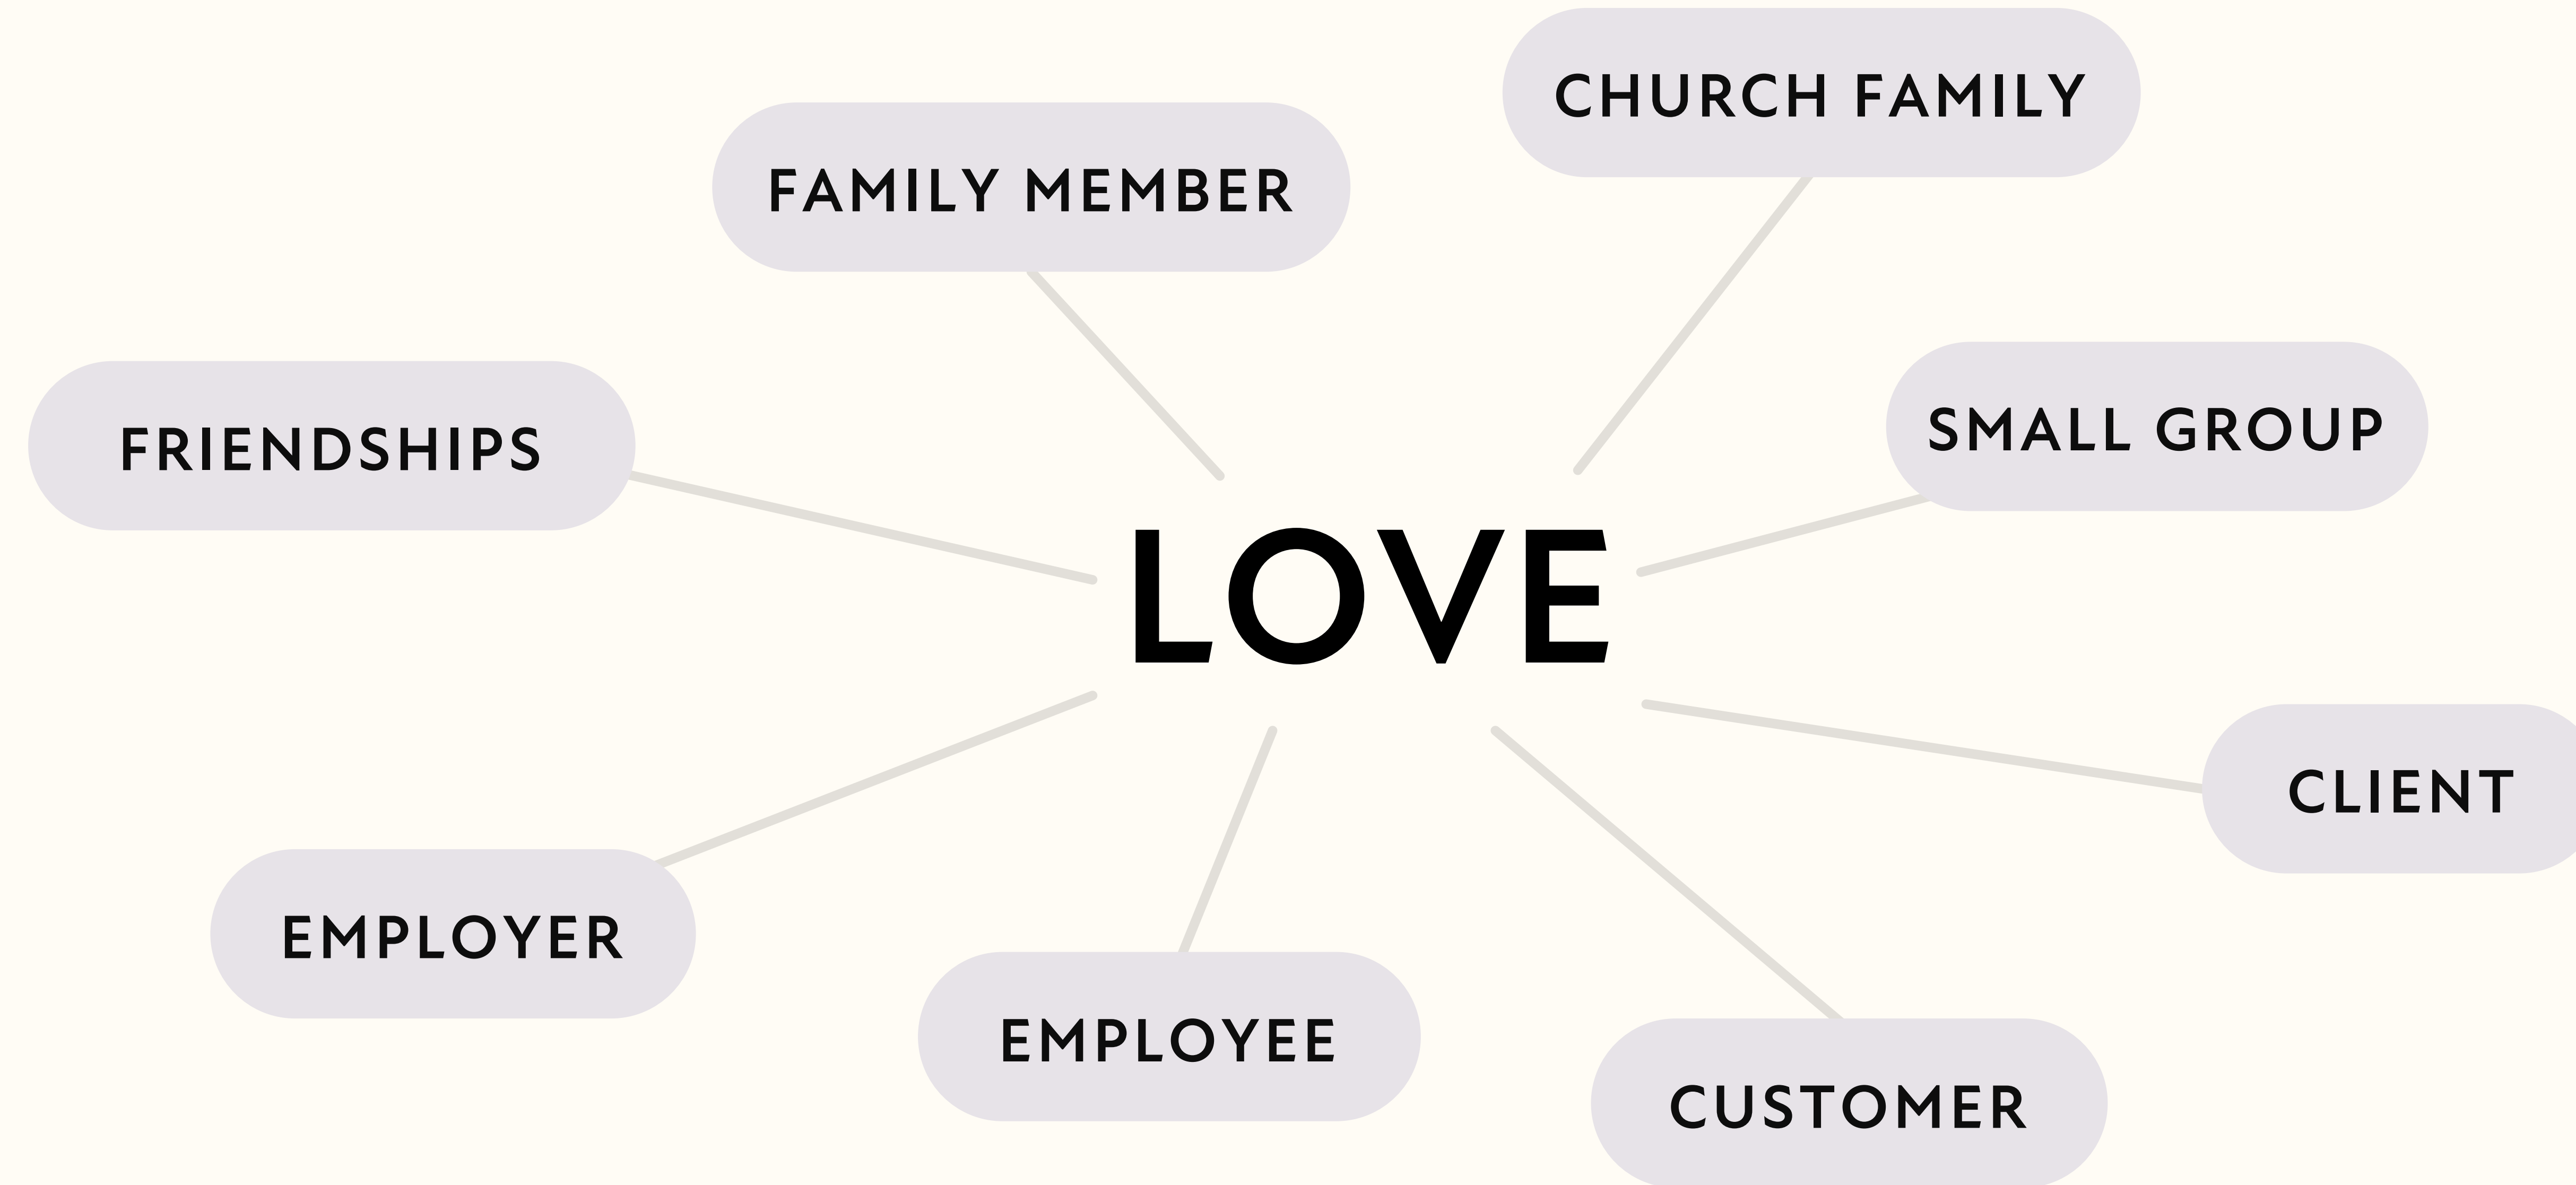 CHURCH FAMILY
FAMILY MEMBER
SMALL GROUP
FRIENDSHIPS
LOVE
CLIENT
EMPLOYER
EMPLOYEE
CUSTOMER